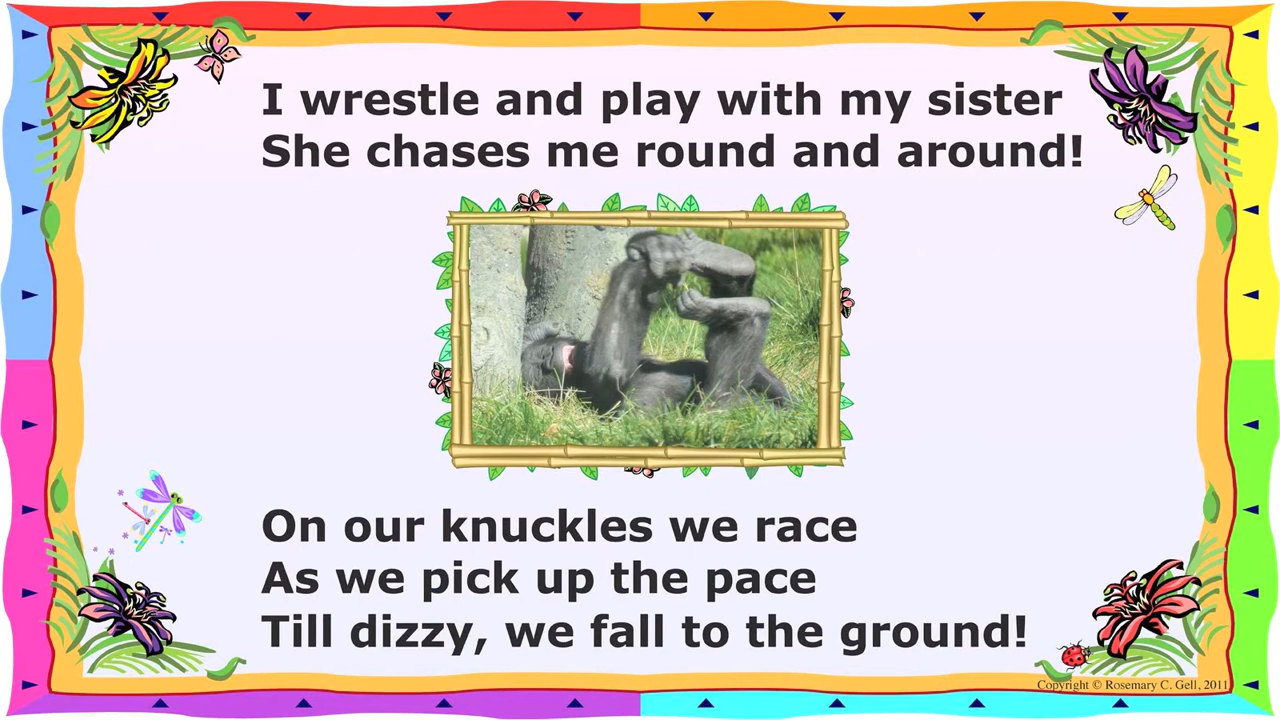 I wrestle and play with my sister
She chases me round and around!
On our knuckles we race
As we pick up the pace
Till dizzy, we fall to the ground!
Copyright © Rosemary C. Gell, 2011